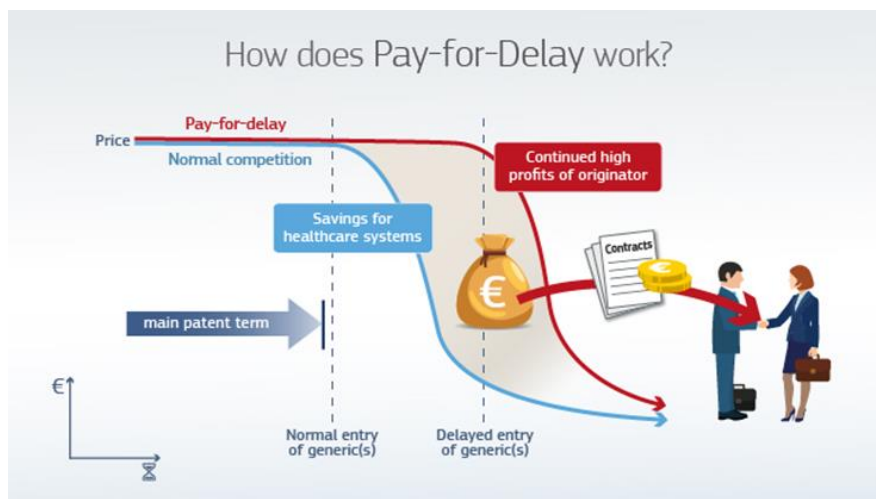 How does Pay-for-Delay work?
Pay-for-delay
Price
Normal competition
Continued high
profits of originator
Savings for
healthcare systems
Contracts
€
€
main patent term
€
Normal entry
of generic(s)
Delayed entry
of generic(s)